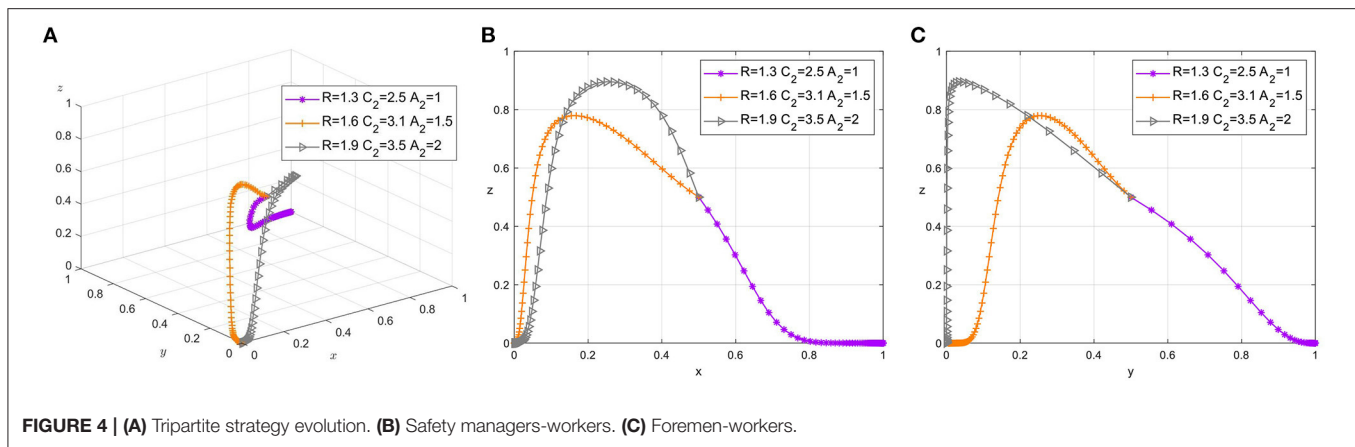 A
z
1
0.8
0.6
0.4
0.2
0
1
0.8
0.6
0.4
0.2
0
0
0.2
0.4
0.6
0.8
1
y
x
R=1.3 C2=2.5 A2=1
R=1.6 C2=3.1 A2=1.5
R=1.9 C2=3.5 A2=2
B
1
0.8
0.6
z
0.4
0.2
0
0
0.2
0.4
0.6
0.8
1
x
R=1.3 C2=2.5 A2=1
R=1.6 C2=3.1 A2=1.5
R=1.9 C2=3.5 A2=2
C
1
0.8
0.6
z
0.4
0.2
0
0
0.2
0.4
0.6
0.8
1
y
R=1.3 C2=2.5 A2=1
R=1.6 C2=3.1 A2=1.5
R=1.9 C2=3.5 A2=2
FIGURE 4 | (A) Tripartite strategy evolution. (B) Safety managers-workers. (C) Foremen-workers.